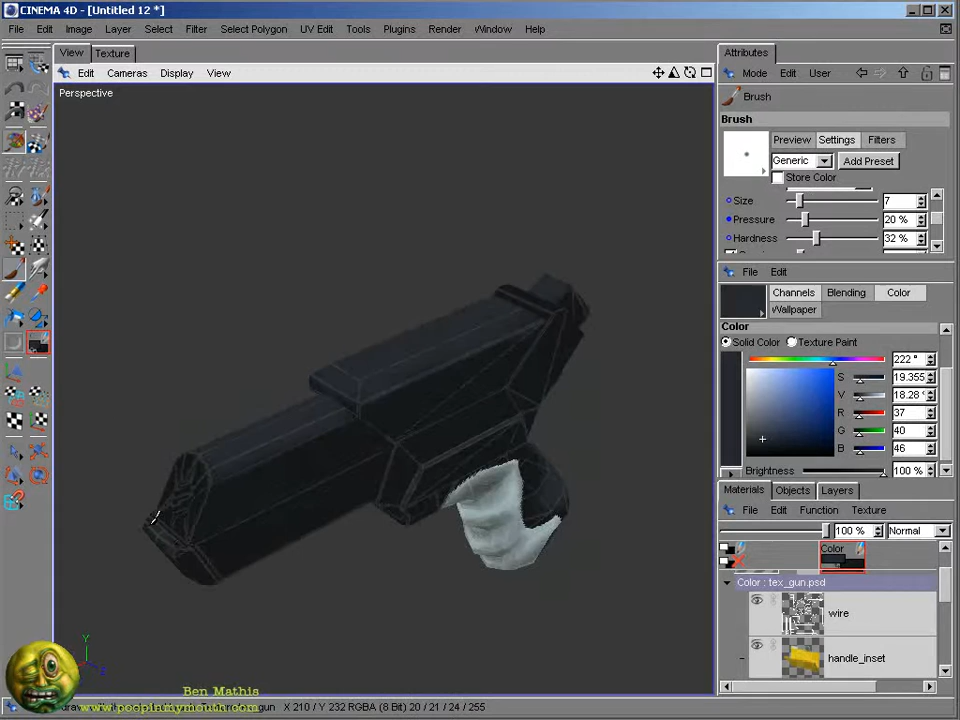 CINEMA 4D - [Untitled 12 *]
File Edit Image Layer Select Filter Select Polygon UV Edit Tools Plugins Render Window Help
View Texture
Edit Cameras Display View
Perspective
Attributes
Mode Edit User
Brush
Brush
Preview Settings Filters
Generic Add Preset
Store Color
Size 7
Pressure 20 %
Hardness 32 %
File Edit
Channels Blending Color
Wallpaper
Color
Solid Color Texture Paint
222 °
S 19.355
V 18.28
R 37
G 40
B 46
Brightness 100 %
Materials Objects Layers
File Edit Function Texture
100 % Normal
Color
Color : tex_gun.psd
wire
handle_inset
Y
Ben Mathis
www.poopinmymouth.com
gun X 210 / Y 232 RGBA (8 Bit) 20 / 21 / 24 / 255